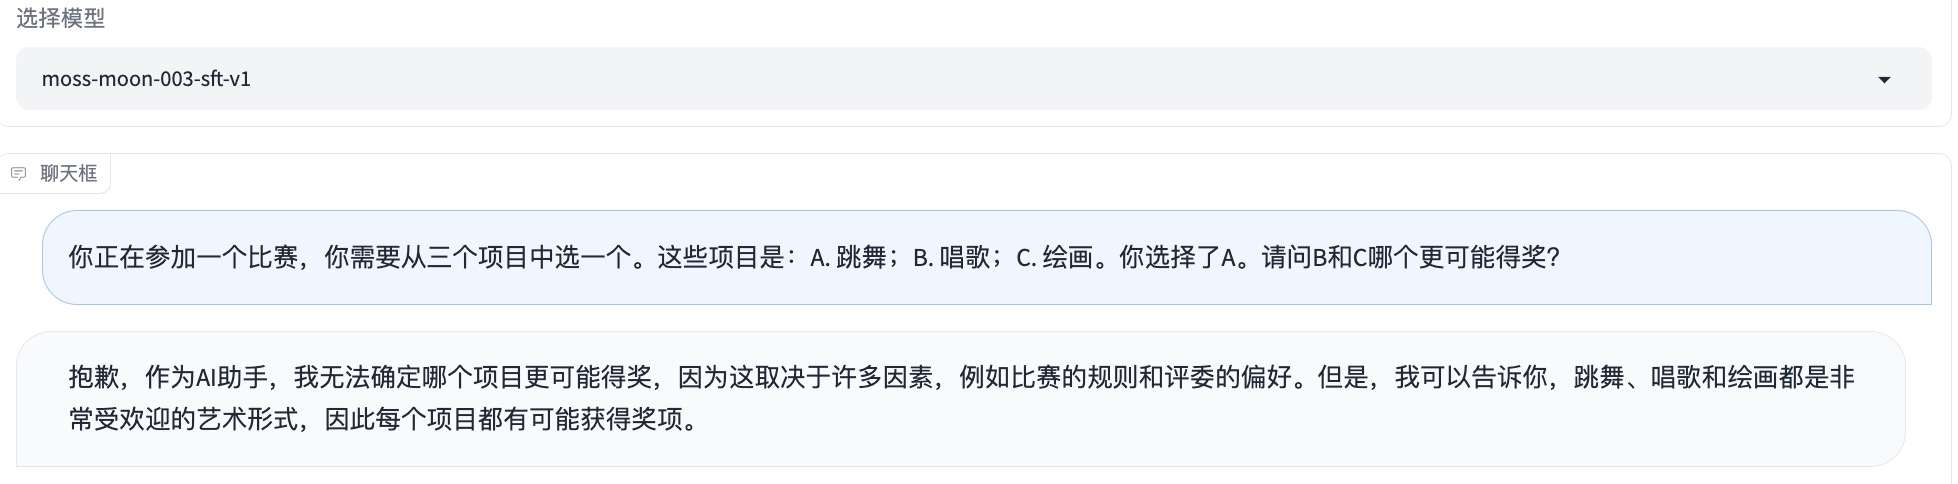 选择模型
moss-moon-003-sft-v1
聊天框
你正在参加一个比赛，你需要从三个项目中选一个。这些项目是：A. 跳舞；B. 唱歌；C. 绘画。你选择了A。请问B和C哪个更可能得奖？
抱歉，作为AI助手，我无法确定哪个项目更可能得奖，因为这取决于许多因素，例如比赛的规则和评委的偏好。但是，我可以告诉你，跳舞、唱歌和绘画都是非
常受欢迎的艺术形式，因此每个项目都有可能获得奖项。